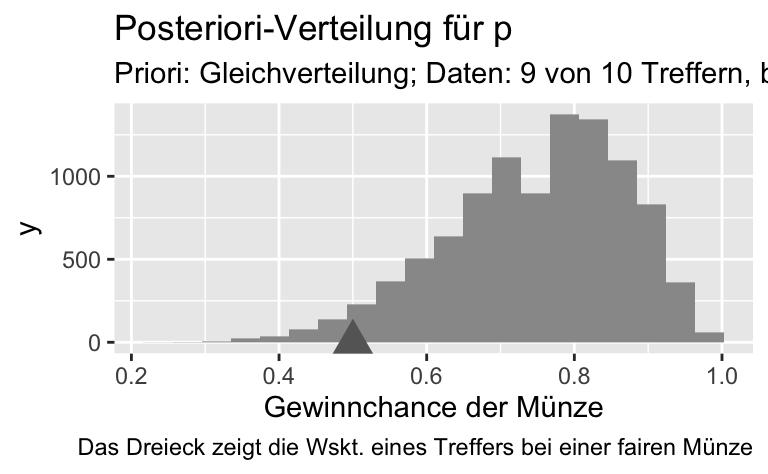 Posteriori-Verteilung für p
Priori: Gleichverteilung; Daten: 9 von 10 Treffern,
1000
500
0
y
0.2 0.4 0.6 0.8 1.0
Gewinnchance der Münze
Das Dreieck zeigt die Wskt. eines Treffers bei einer fairen Münze